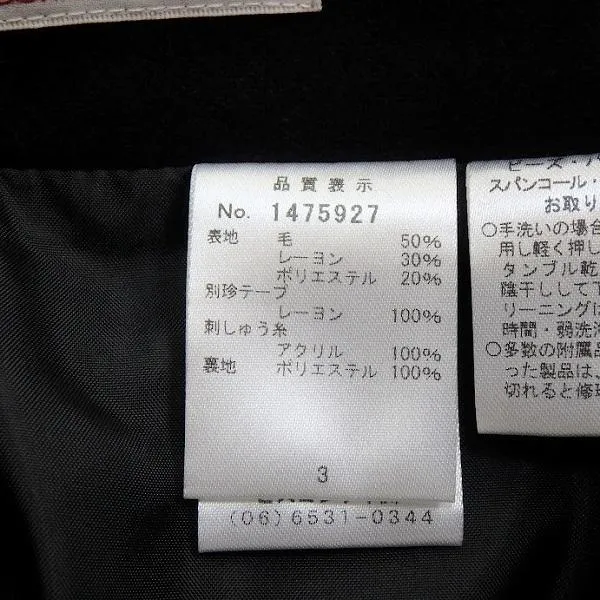 品質表示
No. 1475927
表地 毛 50%
レーヨン 30%
ポリエステル 20%
別珍テープ
レーヨン 100%
刺しゅう糸
アクリル 100%
裏地 ポリエステル 100%
3
(06)6531-0344
ビーズ・
スパンコール・
お取り
○手洗いの場合
用し軽く押し
タンブル乾
陰干しして
リーニングは
時間・弱洗
○多数の附属品
った製品は、
切れると修理